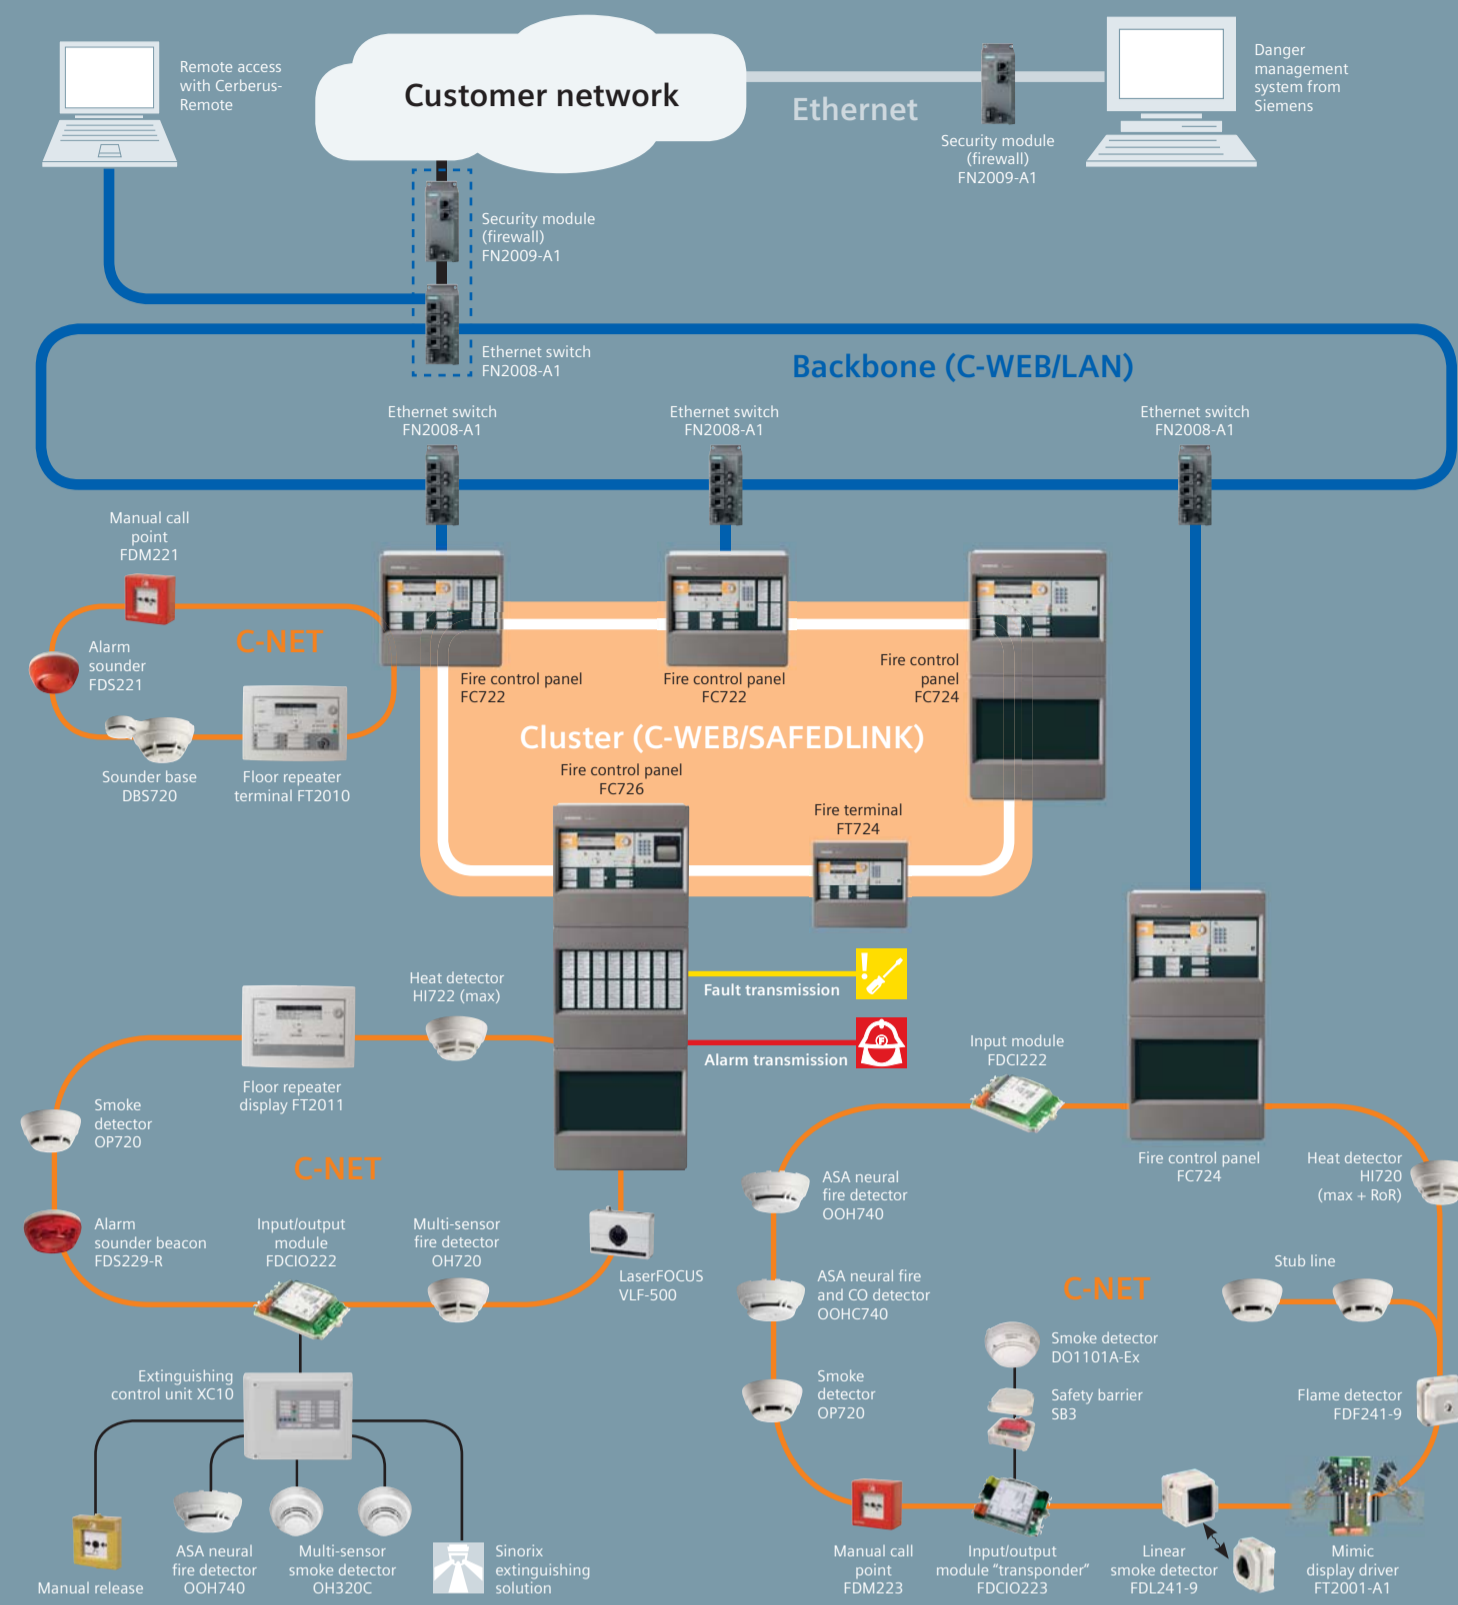 Remote access
with Cerberus-
Remote
Customer network
Ethernet
Security module
(firewall)
FN2009-A1
Danger
management
system from
Siemens
Security module
(firewall)
FN2009-A1
Ethernet switch
FN2008-A1
Backbone (C-WEB/LAN)
Ethernet switch
FN2008-A1
Ethernet switch
FN2008-A1
Ethernet switch
FN2008-A1
Manual call
point
FDM221
C-NET
Alarm
sounder
FDS221
Sounder base
DBS720
Floor repeater
terminal FT2010
Fire control panel
FC722
Fire control panel
FC722
Fire control
panel
FC724
Cluster (C-WEB/SAFEDLINK)
Fire control panel
FC726
Fire terminal
FT724
Fault transmission
Alarm transmission
Heat detector
HI722 (max)
Floor repeater
display FT2011
Smoke
detector
OP720
C-NET
Alarm
sounder beacon
FDS229-R
Input/output
module
FDCIO222
Multi-sensor
fire detector
OH720
LaserFOCUS
VLF-500
Extinguishing
control unit XC10
Manual release
ASA neural
fire detector
OOH740
Multi-sensor
smoke detector
OH320C
Sinorix
extinguishing
solution
Input module
FDCI222
Fire control panel
FC724
Heat detector
HI720
(max + RoR)
ASA neural
fire detector
OOH740
ASA neural fire
and CO detector
OOHC740
Smoke
detector
OP720
C-NET
Stub line
Smoke detector
DO1101A-Ex
Safety barrier
SB3
Flame detector
FDF241-9
Manual call
point
FDM223
Input/output
module “transponder”
FDCIO223
Linear
smoke detector
FDL241-9
Mimic
display driver
FT2001-A1